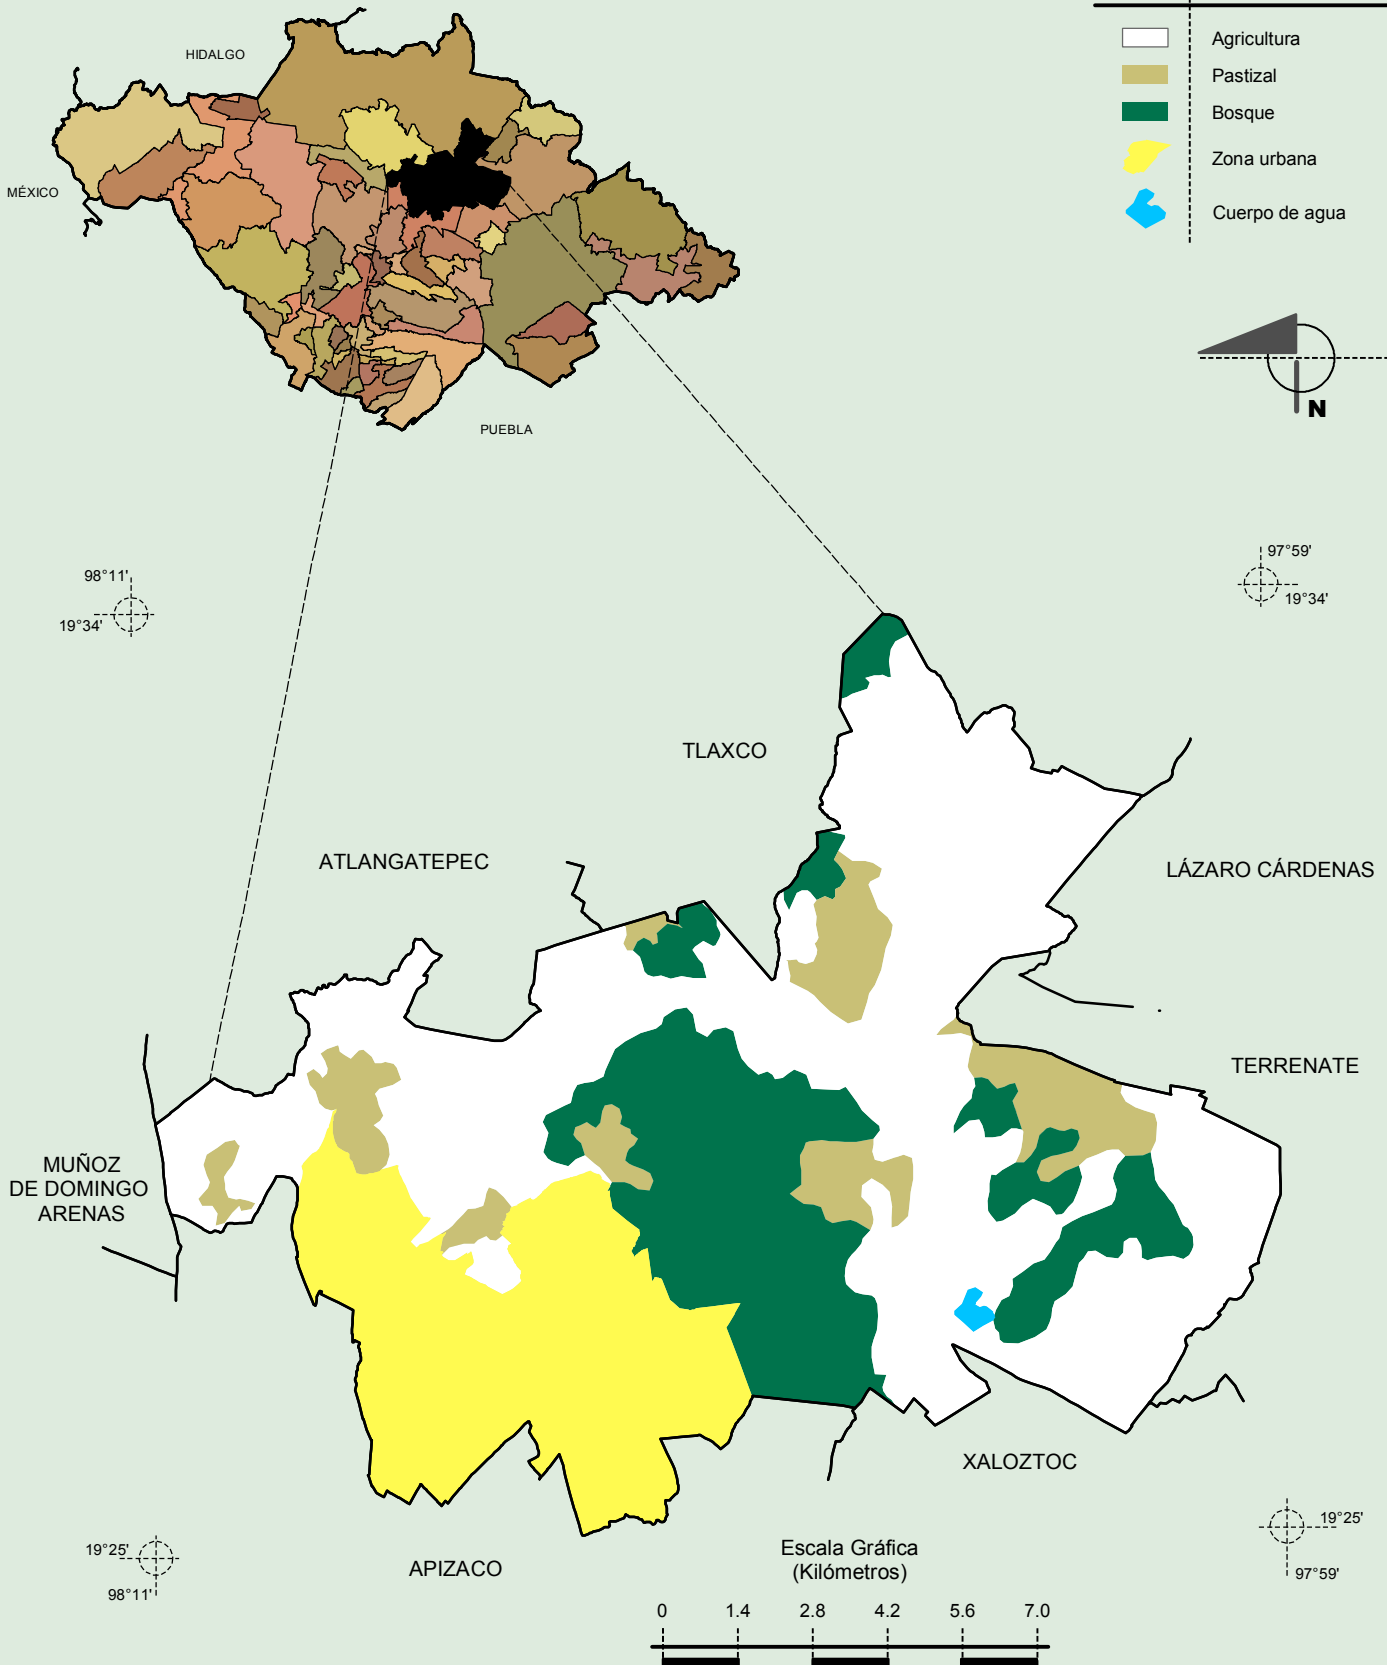 Agricultura
Pastizal
Bosque
Zona urbana
Cuerpo de agua
HIDALGO
MÉXICO
PUEBLA
N
98°11'
19°34'
97°59'
19°34'
TLAXCO
ATLANGATEPEC
LÁZARO CÁRDENAS
TERRENATE
MUÑOZ
DE DOMINGO
ARENAS
XALOZTOC
APIZACO
19°25'
98°11'
19°25'
97°59'
Escala Gráfica
(Kilómetros)
0 1.4 2.8 4.2 5.6 7.0